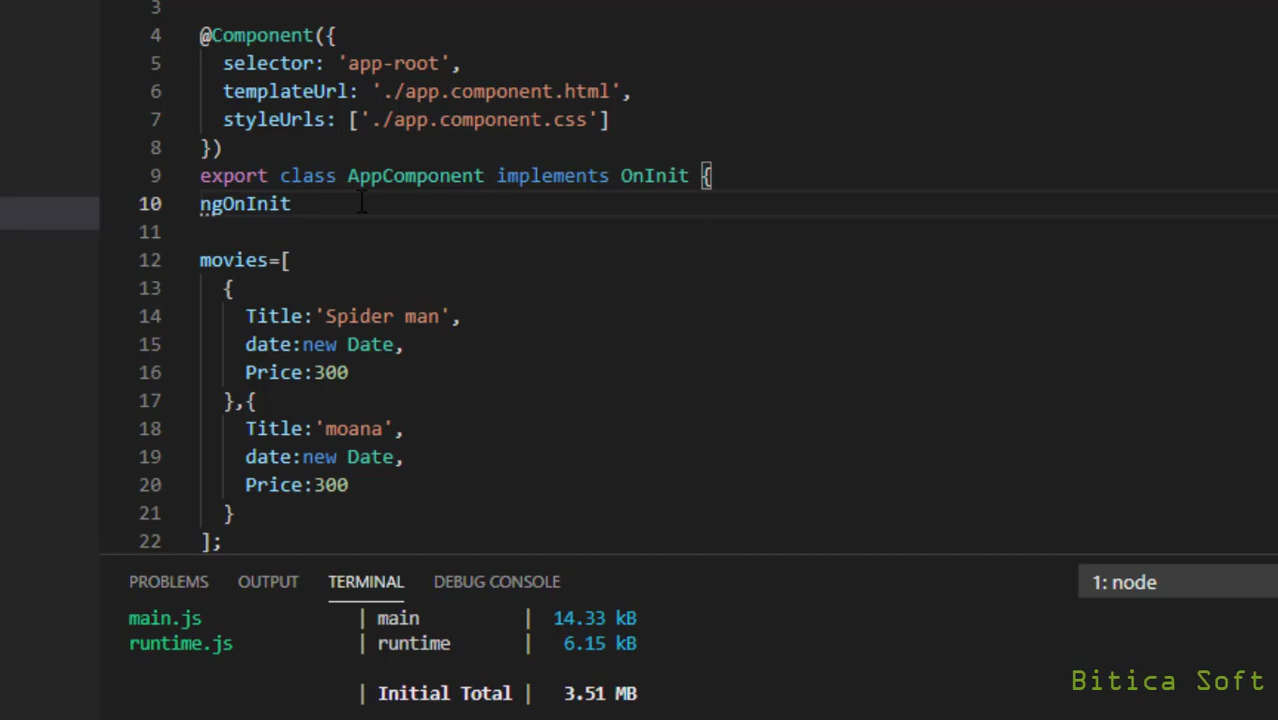 3
4 @Component({
5 selector: 'app-root',
6 templateUrl: './app.component.html',
7 styleUrls: ['./app.component.css']
8 })
9 export class AppComponent implements OnInit {
10 ngOnInit
11
12 movies=[
13 {
14 Title:'Spider man',
15 date:new Date,
16 Price:300
17 },{
18 Title:'moana',
19 date:new Date,
20 Price:300
21 }
22 ];
PROBLEMS OUTPUT TERMINAL DEBUG CONSOLE 1: node
main.js | main | 14.33 kB
runtime.js | runtime | 6.15 kB
| Initial Total | 3.51 MB
Bitica Soft